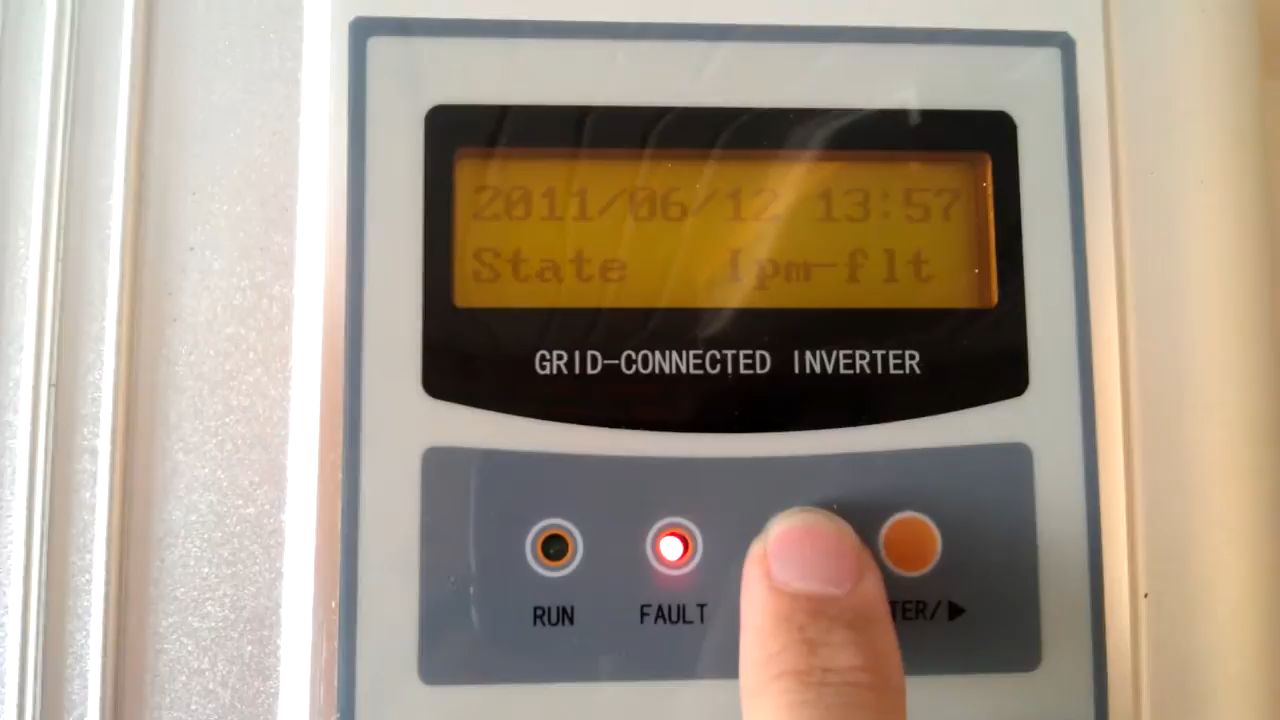 2011/06/12 13:57
State Ipm-flt
GRID-CONNECTED INVERTER
RUN
FAULT
TER/▶